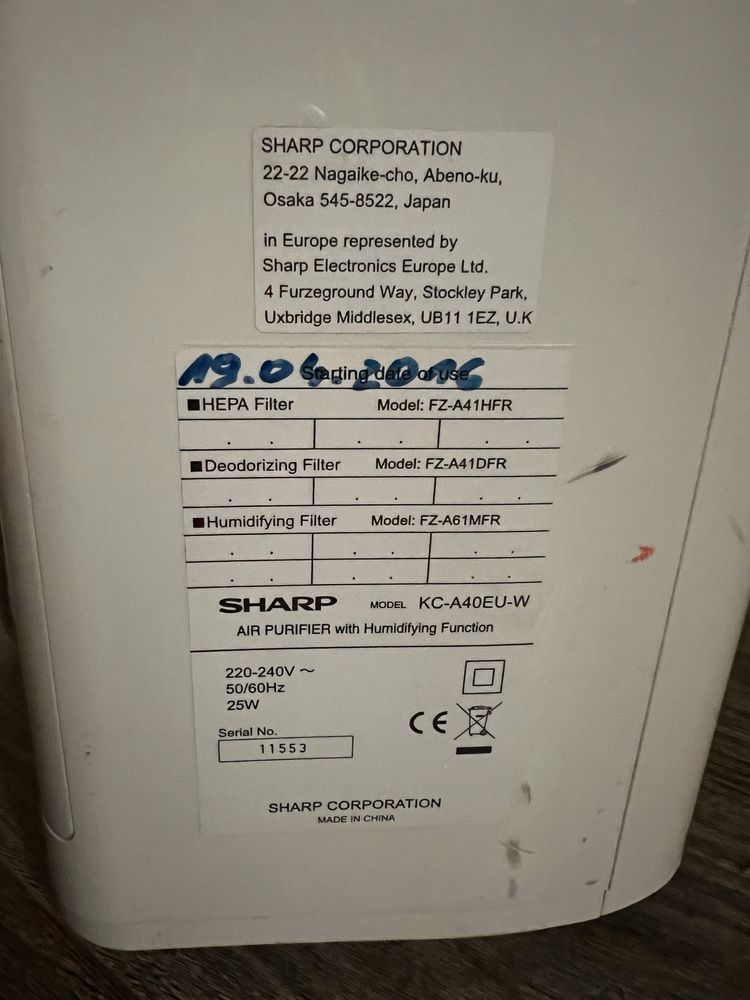 SHARP CORPORATION
22-22 Nagaike-cho, Abeno-ku,
Osaka 545-8522, Japan
in Europe represented by
Sharp Electronics Europe Ltd.
4 Furzeground Way, Stockley Park,
Uxbridge Middlesex, UB11 1EZ, U.K
19.04.2016
Starting date of use
■HEPA Filter Model: FZ-A41HFR
. . . . . .
■Deodorizing Filter Model: FZ-A41DFR
. . . . . .
■Humidifying Filter Model: FZ-A61MFR
. . . . . .
. . . . . .
SHARP MODEL KC-A40EU-W
AIR PURIFIER with Humidifying Function
220-240V ~
50/60Hz
25W
CE
Serial No.
11553
SHARP CORPORATION
MADE IN CHINA